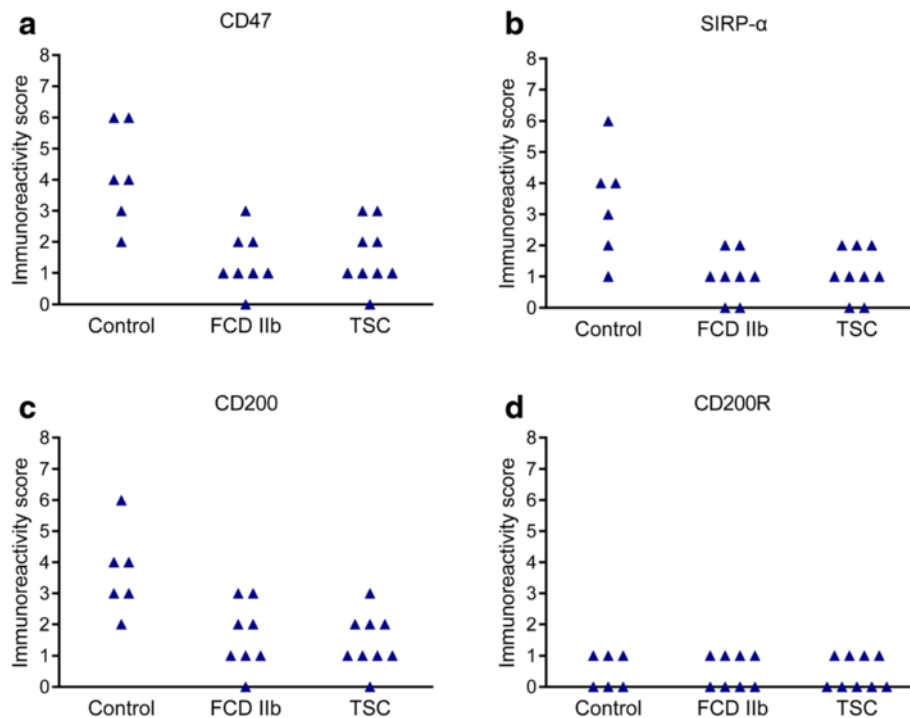 a
CD47
Immunoreactivity score
8
7
6
5
4
3
2
1
0
Control FCD IIb TSC
b
SIRP-α
Immunoreactivity score
8
7
6
5
4
3
2
1
0
Control FCD IIb TSC
c
CD200
Immunoreactivity score
8
7
6
5
4
3
2
1
0
Control FCD IIb TSC
d
CD200R
Immunoreactivity score
8
7
6
5
4
3
2
1
0
Control FCD IIb TSC